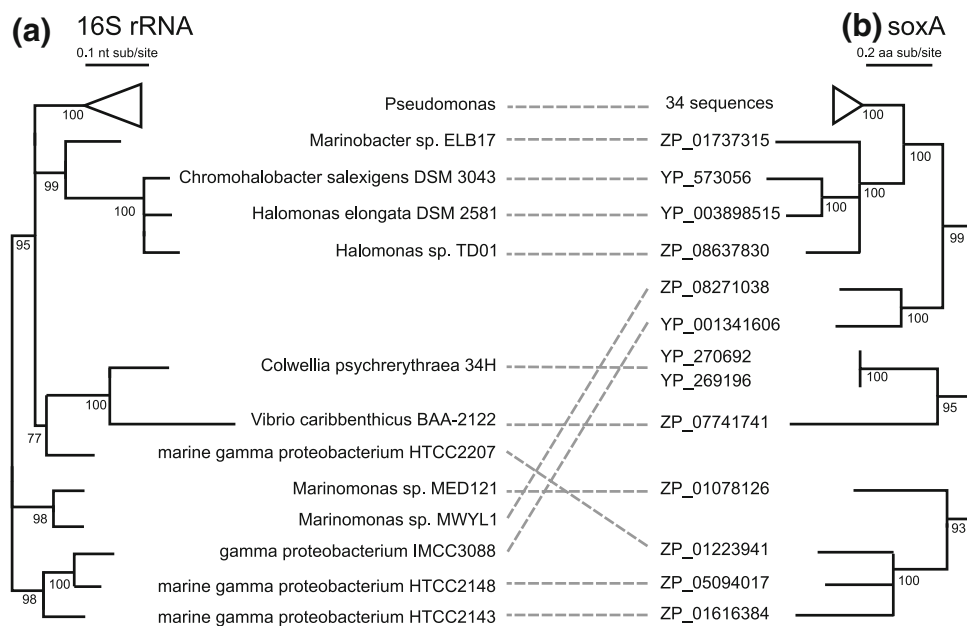 (a) 16S rRNA
0.1 nt sub/site
(b) soxA
0.2 aa sub/site
Pseudomonas 34 sequences
Marinobacter sp. ELB17 ZP_01737315
Chromohalobacter salexigens DSM 3043 YP_573056
Halomonas elongata DSM 2581 YP_003898515
Halomonas sp. TD01 ZP_08637830
ZP_08271038
YP_001341606
Colwellia psychrerythraea 34H YP_270692
YP_269196
Vibrio caribbenthicus BAA-2122 ZP_07741741
marine gamma proteobacterium HTCC2207
Marinomonas sp. MED121 ZP_01078126
Marinomonas sp. MWYL1
gamma proteobacterium IMCC3088 ZP_01223941
marine gamma proteobacterium HTCC2148 ZP_05094017
marine gamma proteobacterium HTCC2143 ZP_01616384
100
99
100
95
100
77
98
100
98
100
100
100
100
99
100
100
95
93
100